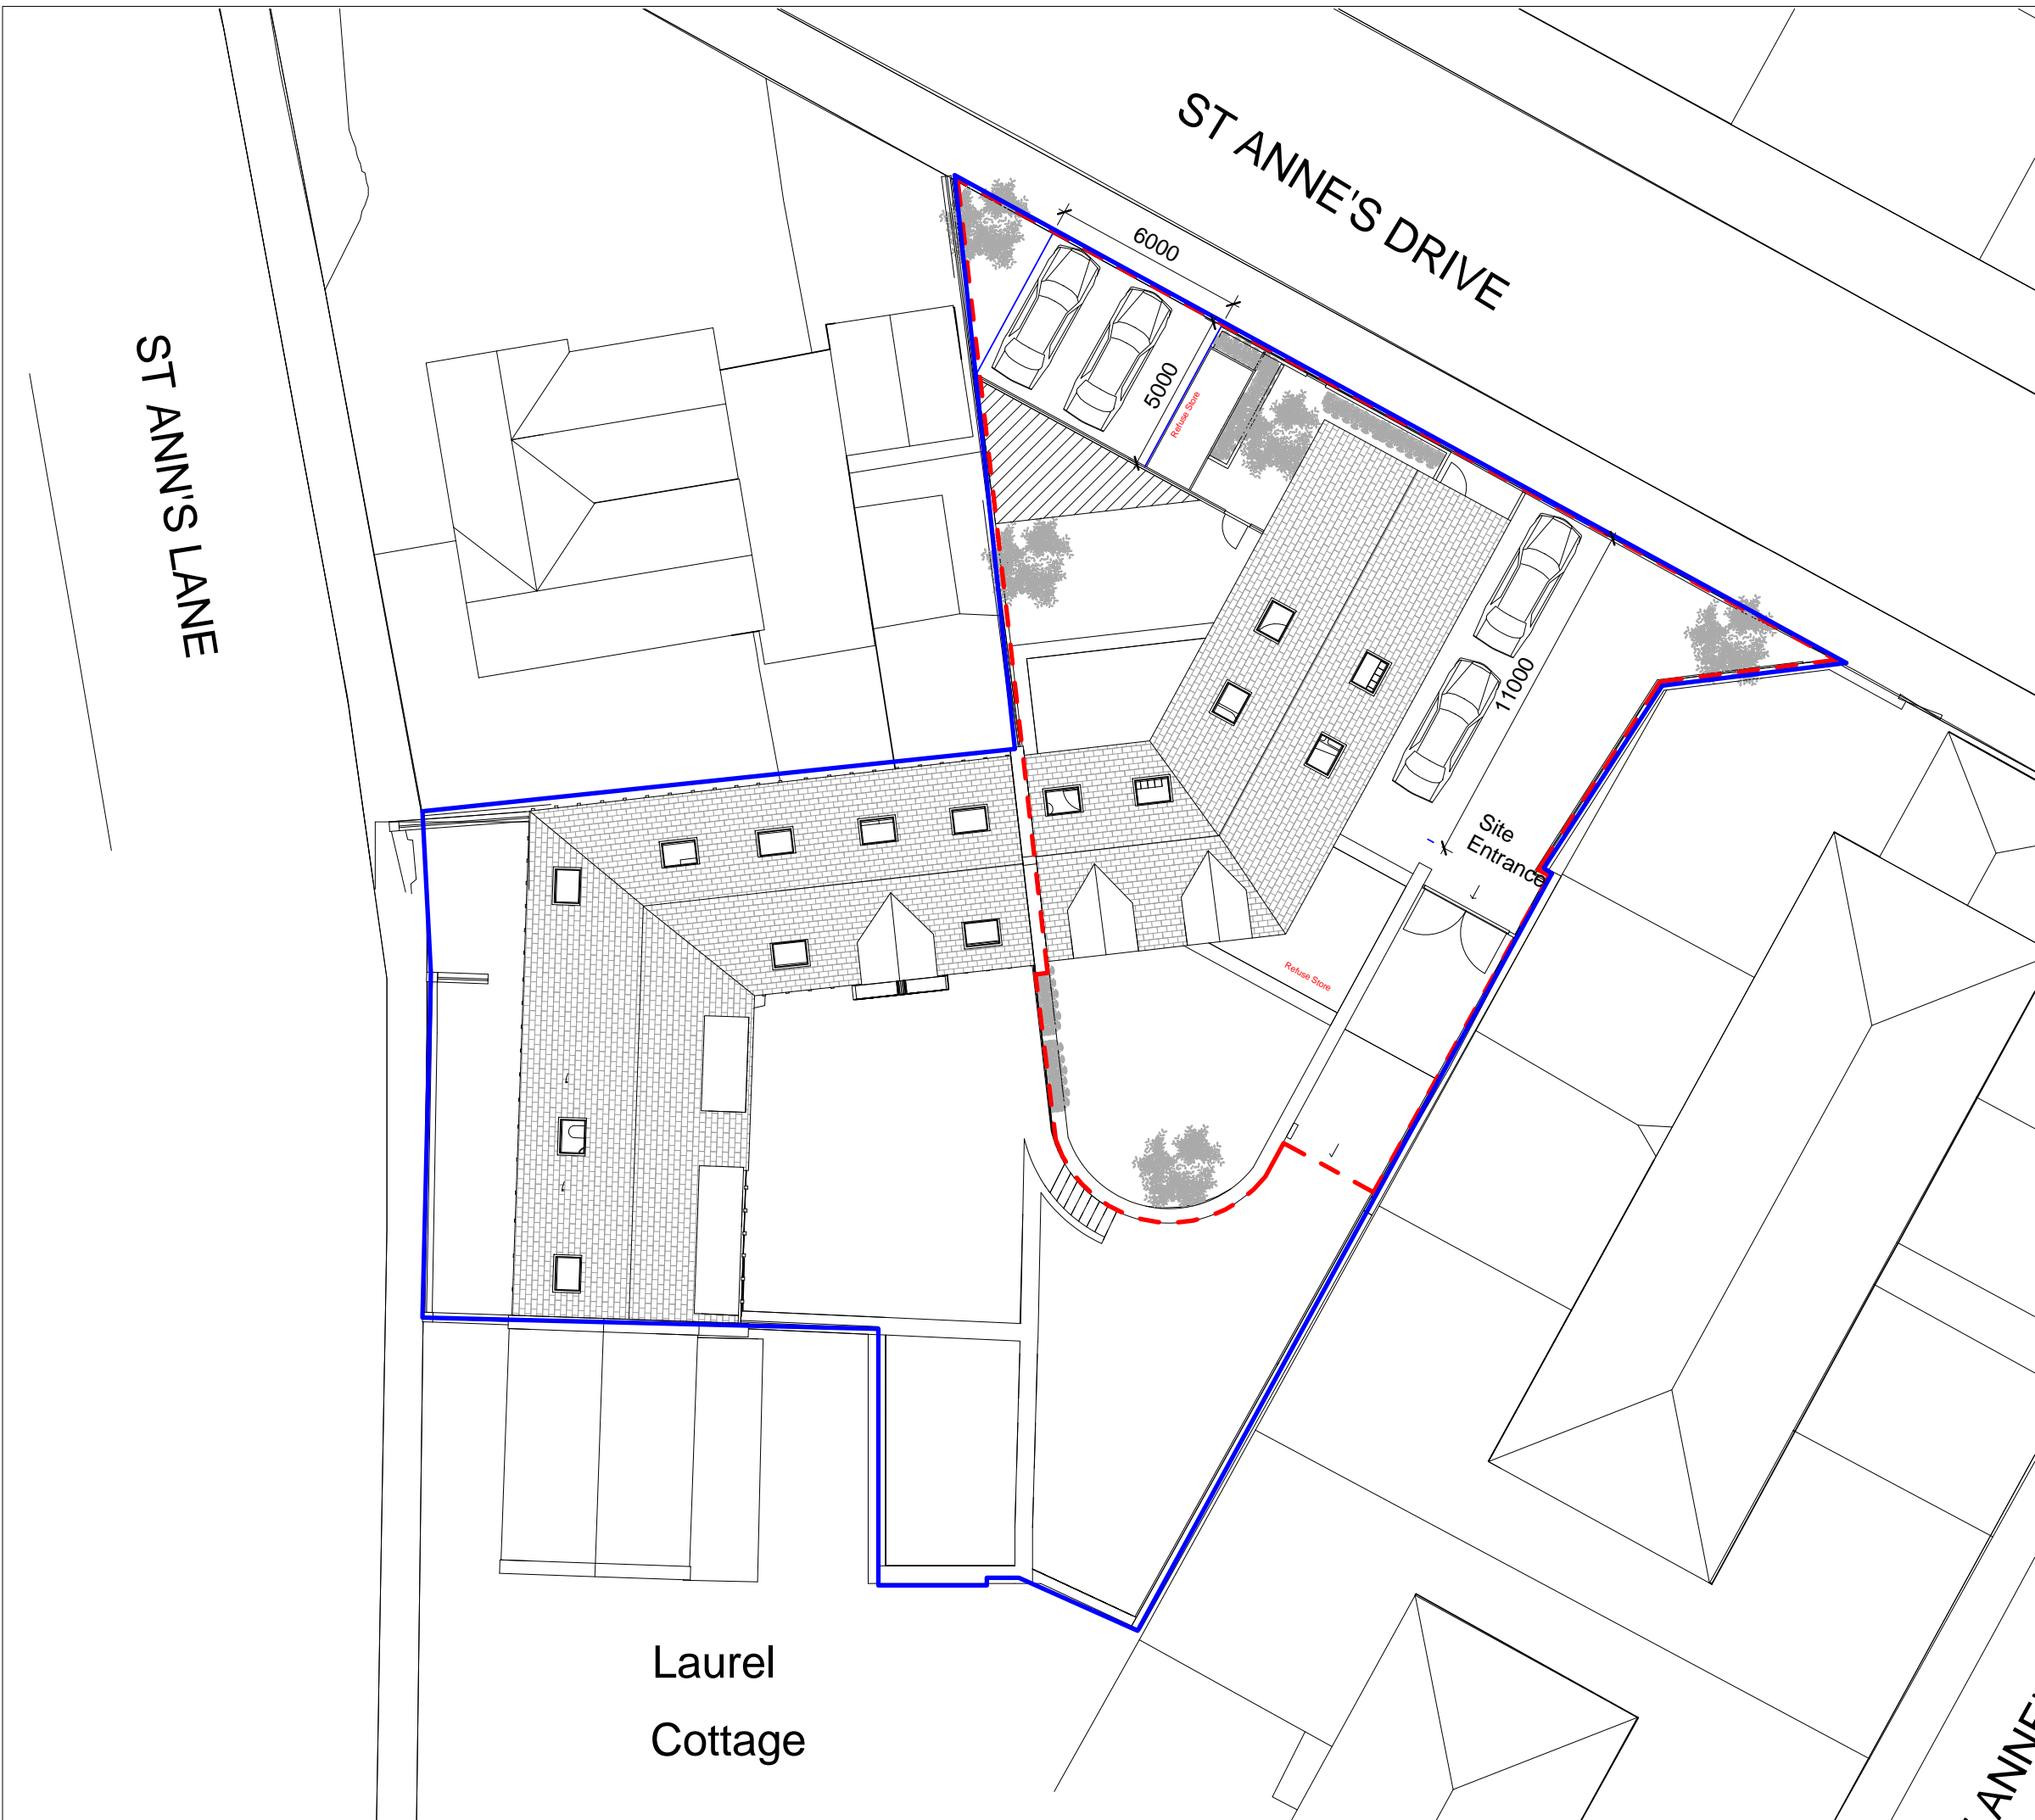 ST ANNE'S DRIVE
6000
ST ANN'S LANE
5000
Refuse Store
11000
Site
Entrance
Refuse Store
Laurel
Cottage